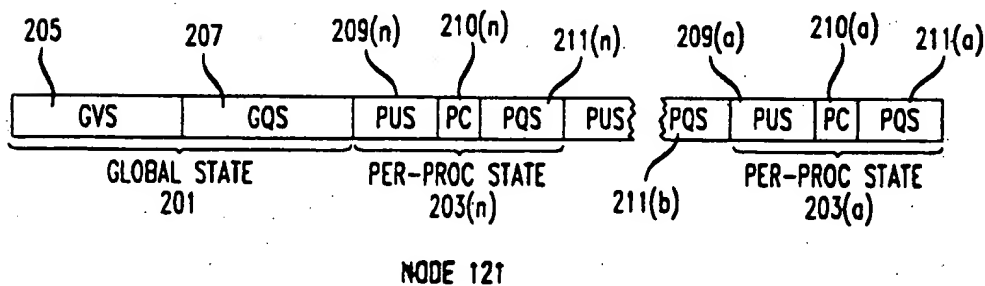 205 207 209(n) 210(n) 211(n) 209(a) 210(a) 211(a)
GVS GQS PUS PC PQS PUS PQS PUS PC PQS
GLOBAL STATE PER-PROC STATE PER-PROC STATE
201 203(n) 211(b) 203(a)
NODE 121